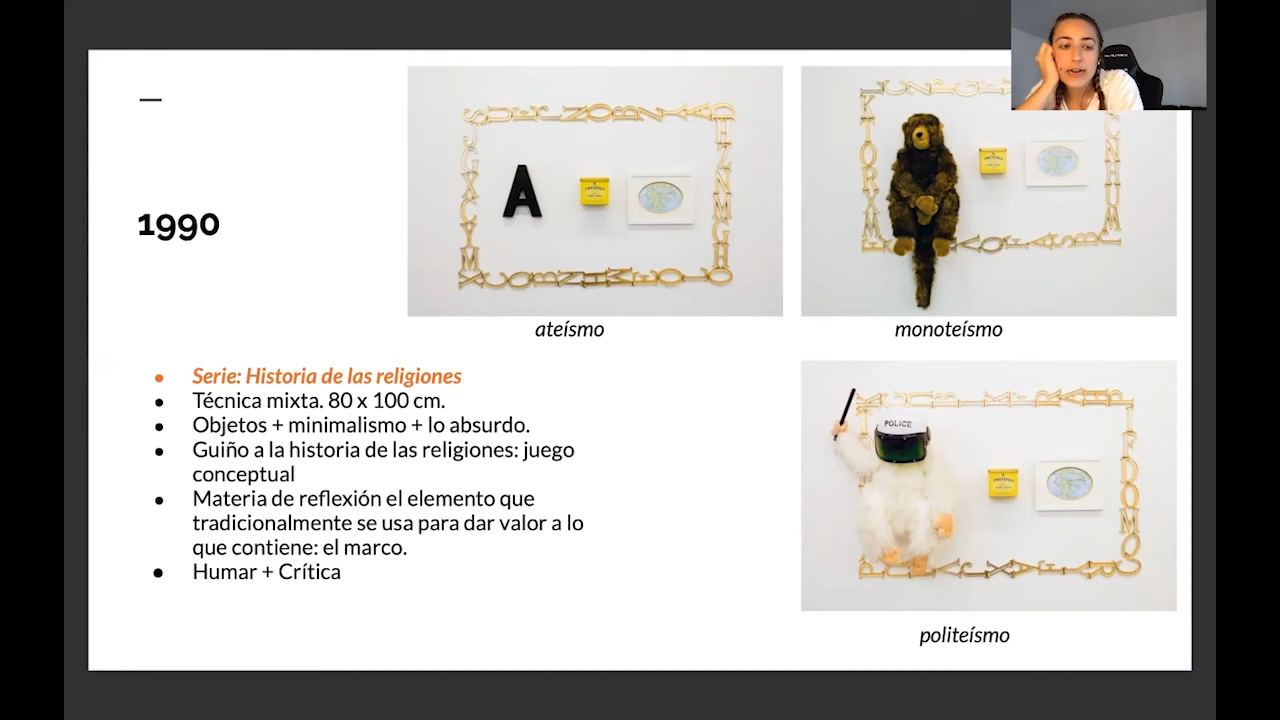 1990
ateísmo
monoteísmo
Serie: Historia de las religiones
Técnica mixta. 80 x 100 cm.
Objetos + minimalismo + lo absurdo.
Guiño a la historia de las religiones: juego
conceptual
Materia de reflexión el elemento que
tradicionalmente se usa para dar valor a lo
que contiene: el marco.
Humar + Crítica
politeísmo
A
POLICE